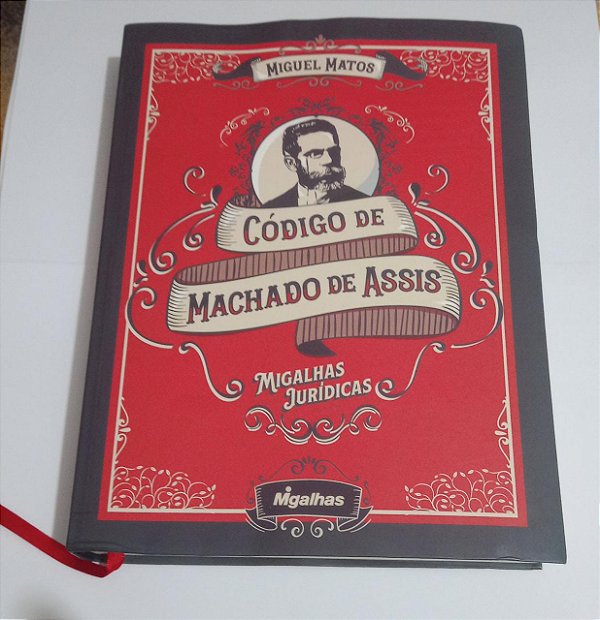 MIGUEL MATOS
CÓDIGO DE
MACHADO DE ASSIS
MIGALHAS
JURÍDICAS
Migalhas